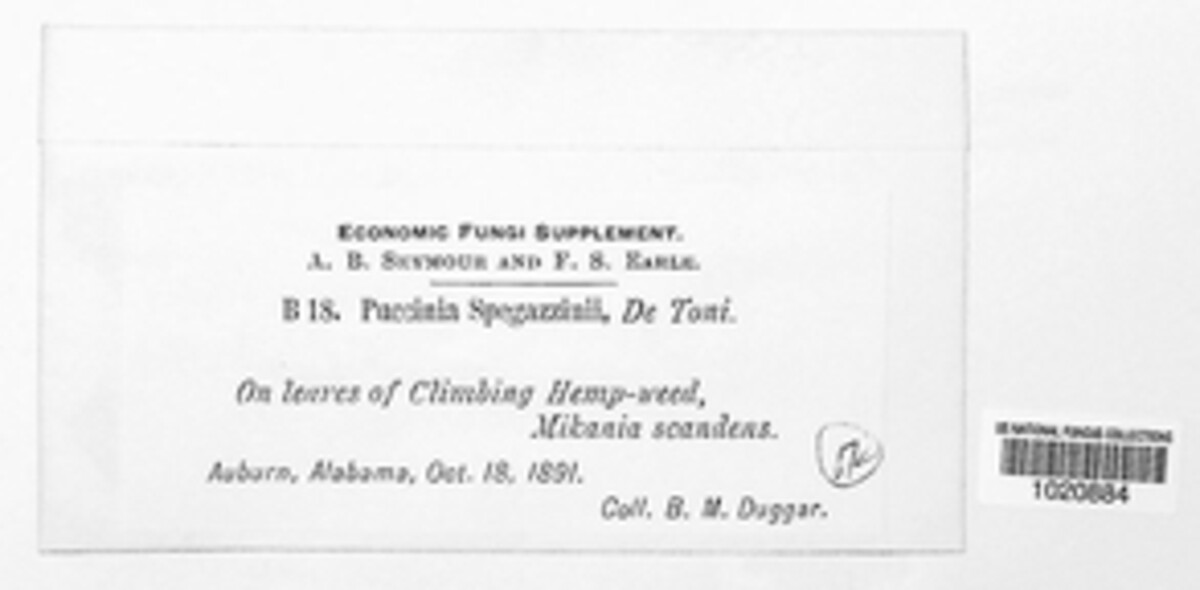 ECONOMIC FUNGI SUPPLEMENT.
A. B. SEYMOUR AND F. S. EARLE.
B 18. Puccinia Spegazzinii, De Toni.
On leaves of Climbing Hemp-weed,
Mikania scandens.
Auburn, Alabama, Oct. 18, 1891.
Coll. B. M. Duggar.
US NATIONAL FUNGUS COLLECTIONS
1020884